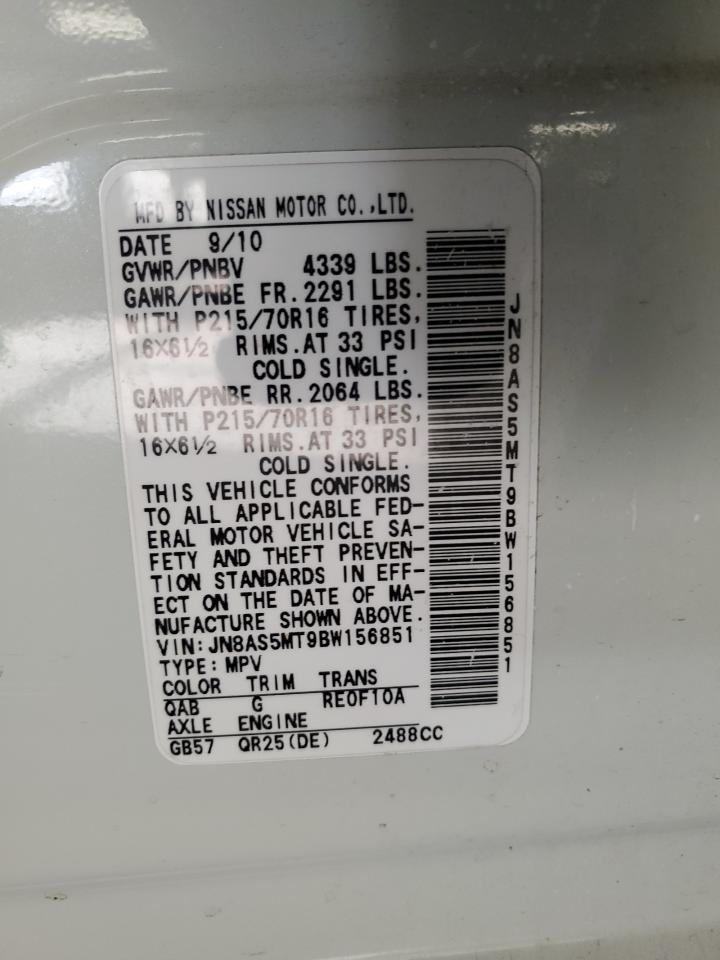 MFD BY NISSAN MOTOR CO.,LTD.
DATE 9/10
GVWR/PNBV 4339 LBS.
GAWR/PNBE FR.2291 LBS.
WITH P215/70R16 TIRES,
16X6½ RIMS.AT 33 PSI
COLD SINGLE.
GAWR/PNBE RR.2064 LBS.
WITH P215/70R16 TIRES,
16X6½ RIMS.AT 33 PSI
COLD SINGLE.
THIS VEHICLE CONFORMS
TO ALL APPLICABLE FED-
ERAL MOTOR VEHICLE SA-
FETY AND THEFT PREVEN-
TION STANDARDS IN EFF-
ECT ON THE DATE OF MA-
NUFACTURE SHOWN ABOVE.
VIN:JN8AS5MT9BW156851
TYPE:MPV
COLOR TRIM TRANS
QAB G RE0F10A
AXLE ENGINE
GB57 QR25(DE) 2488CC
JN8AS5MT9BW156851